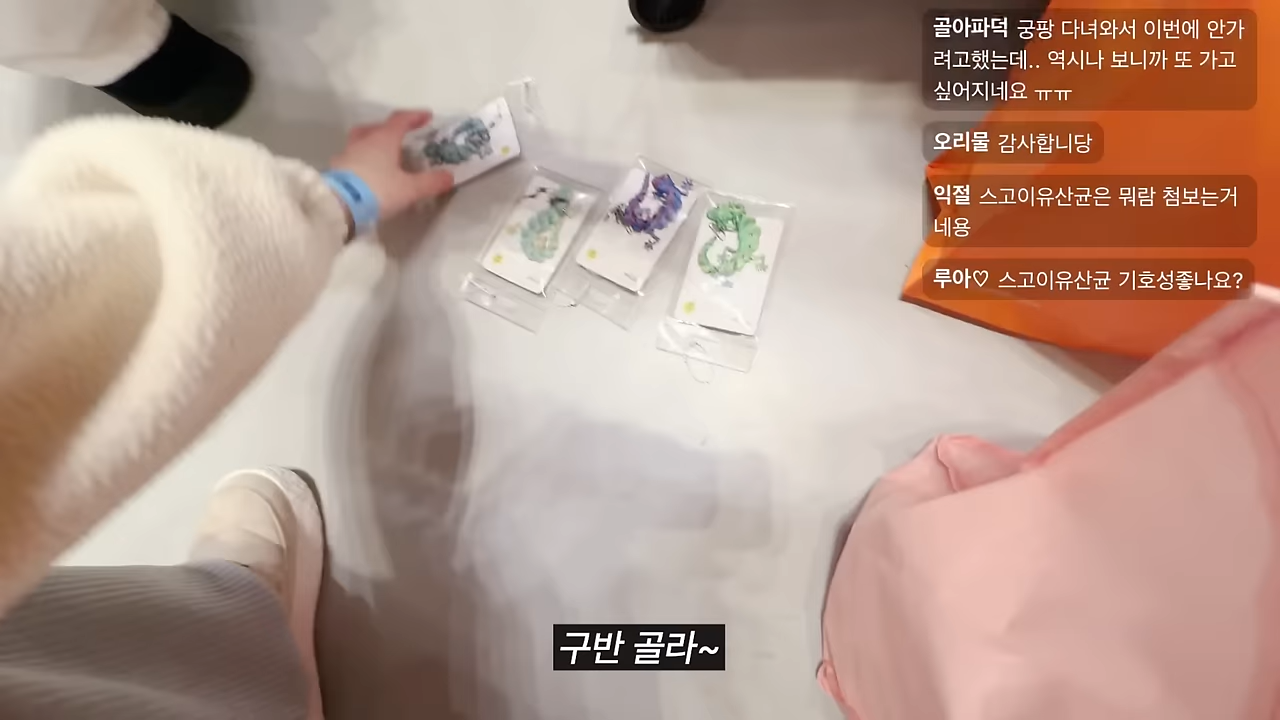 골아파덕 궁팡 다녀와서 이번에 안가
려고했는데.. 역시나 보니까 또 가고
싶어지네요 ㅠㅠ
오리물 감사합니당
익절 스고이유산균은 뭐람 첨보는거
네용
루아♡ 스고이유산균 기호성좋나요?
구반 골라~